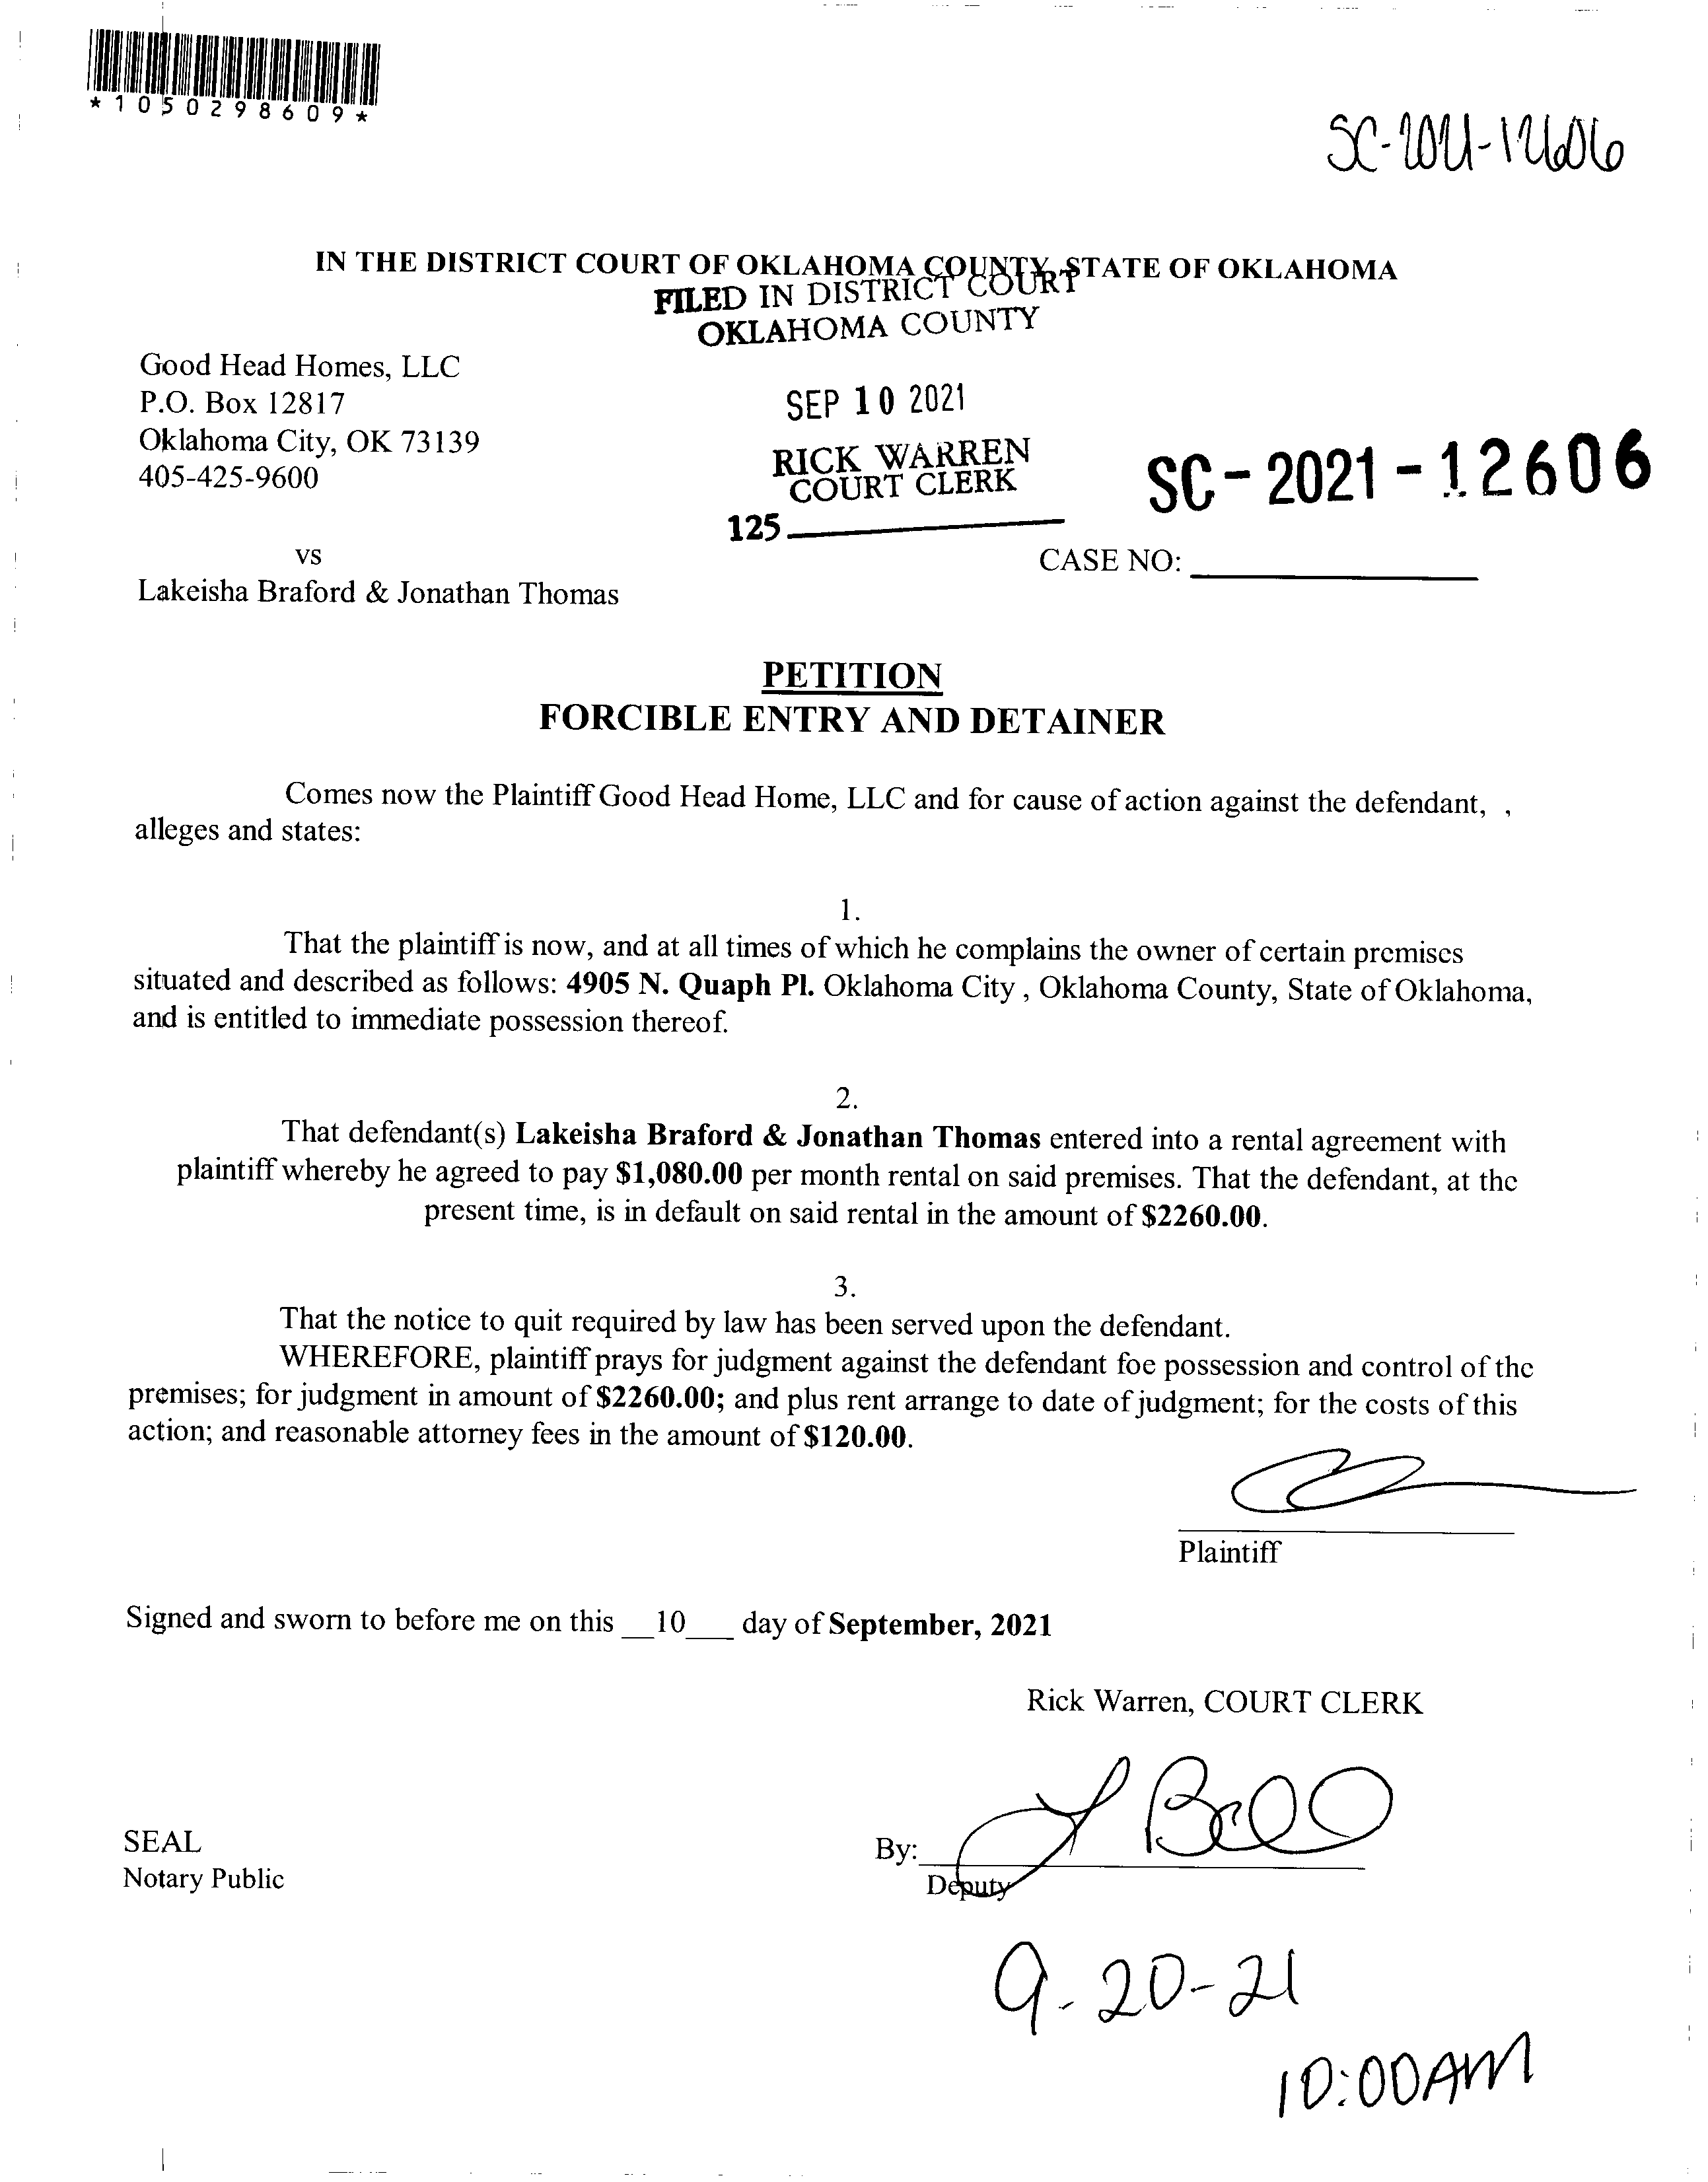 *1050298609*
SC-2021-12606
IN THE DISTRICT COURT OF OKLAHOMA COUNTY, STATE OF OKLAHOMA
FILED IN DISTRICT COURT
OKLAHOMA COUNTY
Good Head Homes, LLC
P.O. Box 12817
Oklahoma City, OK 73139
405-425-9600
SEP 10 2021
RICK WARREN
COURT CLERK
125
SC-2021-12606
vs
CASE NO:
Lakeisha Braford & Jonathan Thomas
PETITION
FORCIBLE ENTRY AND DETAINER
Comes now the Plaintiff Good Head Home, LLC and for cause of action against the defendant, ,
alleges and states:
1.
That the plaintiff is now, and at all times of which he complains the owner of certain premises
situated and described as follows: 4905 N. Quaph Pl. Oklahoma City , Oklahoma County, State of Oklahoma,
and is entitled to immediate possession thereof.
2.
That defendant(s) Lakeisha Braford & Jonathan Thomas entered into a rental agreement with
plaintiff whereby he agreed to pay $1,080.00 per month rental on said premises. That the defendant, at the
present time, is in default on said rental in the amount of $2260.00.
3.
That the notice to quit required by law has been served upon the defendant.
WHEREFORE, plaintiff prays for judgment against the defendant foe possession and control of the
premises; for judgment in amount of $2260.00; and plus rent arrange to date of judgment; for the costs of this
action; and reasonable attorney fees in the amount of $120.00.
Plaintiff
Signed and sworn to before me on this __10___ day of September, 2021
Rick Warren, COURT CLERK
SEAL
Notary Public
By: L Bell
Deputy
9-20-21
10:00AM